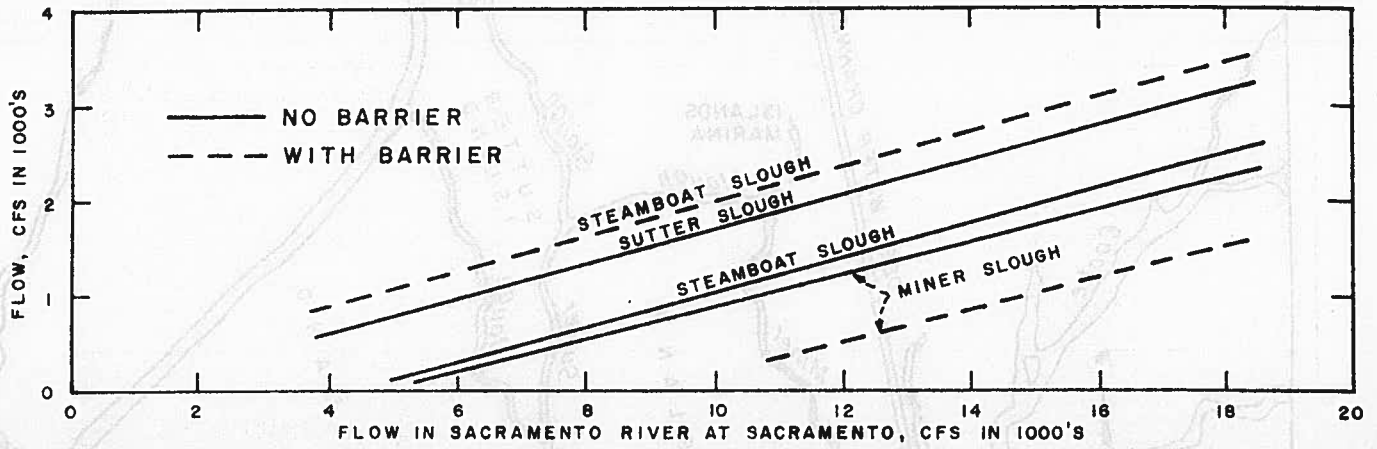 4
3
2
1
0
FLOW, CFS IN 1000'S
NO BARRIER
WITH BARRIER
STEAMBOAT SLOUGH
SUTTER SLOUGH
STEAMBOAT SLOUGH
MINER SLOUGH
ISLANDS
MARINA
0 2 4 6 8 10 12 14 16 18 20
FLOW IN SACRAMENTO RIVER AT SACRAMENTO, CFS IN 1000'S